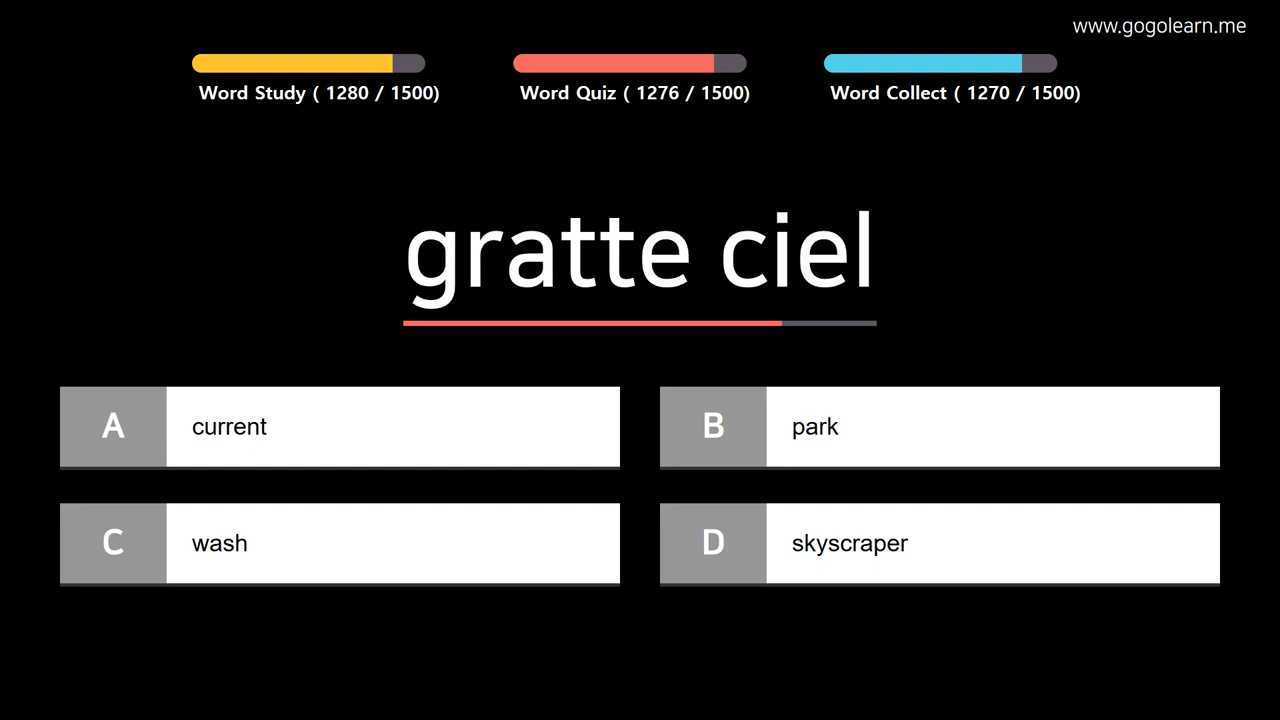 www.gogolearn.me
Word Study ( 1280 / 1500)
Word Quiz ( 1276 / 1500)
Word Collect ( 1270 / 1500)
gratte ciel
A current
B park
C wash
D skyscraper